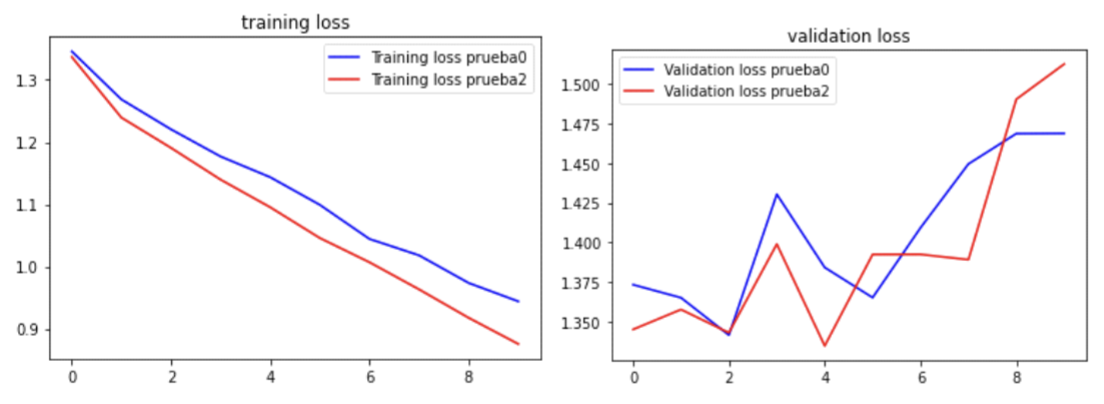 training loss
Training loss prueba0
Training loss prueba2
1.3
1.2
1.1
1.0
0.9
0 2 4 6 8
validation loss
Validation loss prueba0
Validation loss prueba2
1.500
1.475
1.450
1.425
1.400
1.375
1.350
0 2 4 6 8